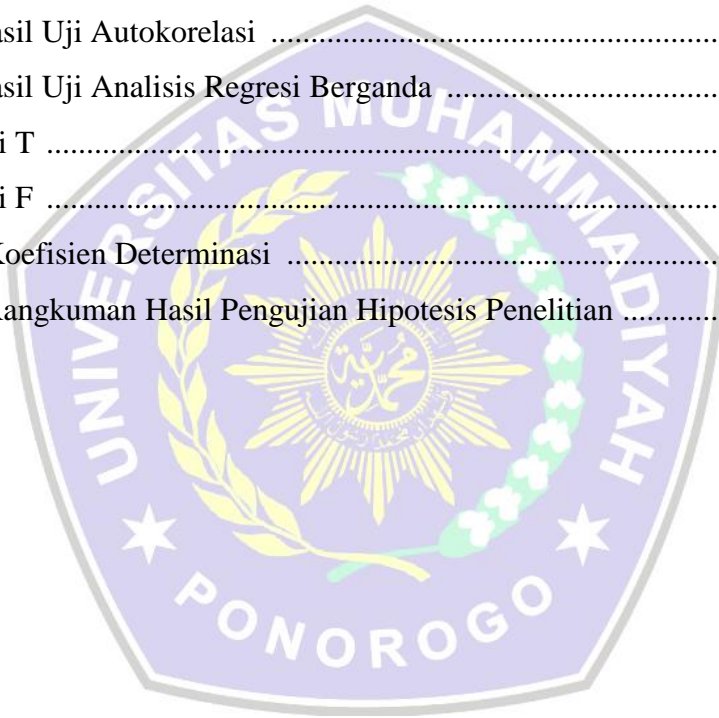 asil Uji Autokorelasi ........................................................
asil Uji Analisis Regresi Berganda ..................................
i T ....................................................................................
i F ....................................................................................
Koefisien Determinasi .....................................................
Rangkuman Hasil Pengujian Hipotesis Penelitian ............
UNIVERSITAS MUHAMMADIYAH
PONOROGO